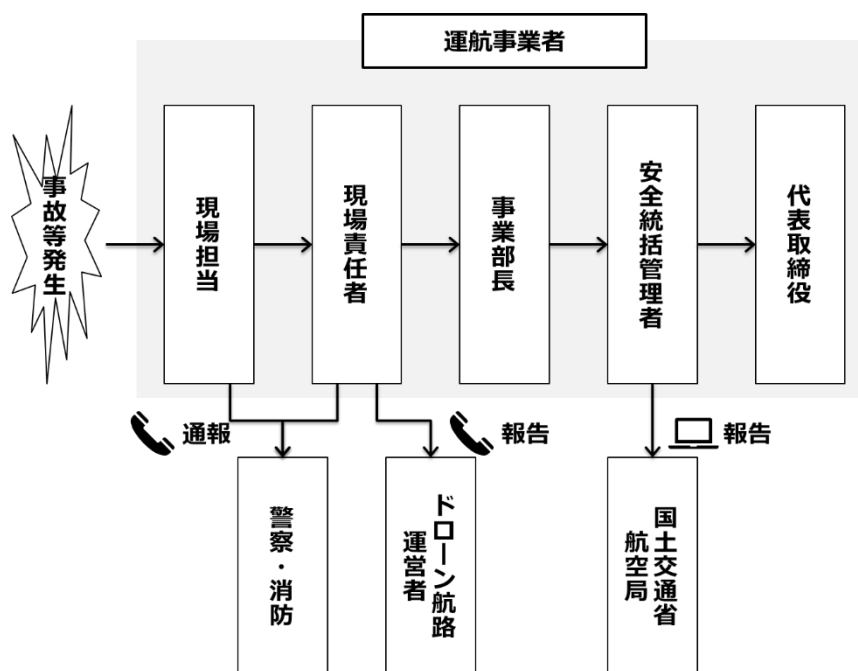 運航事業者
事故等発生
現場担当
現場責任者
事業部長
安全統括管理者
代表取締役
通報
報告
報告
警察・消防
ドローン航路
運営者
国土交通省
航空局